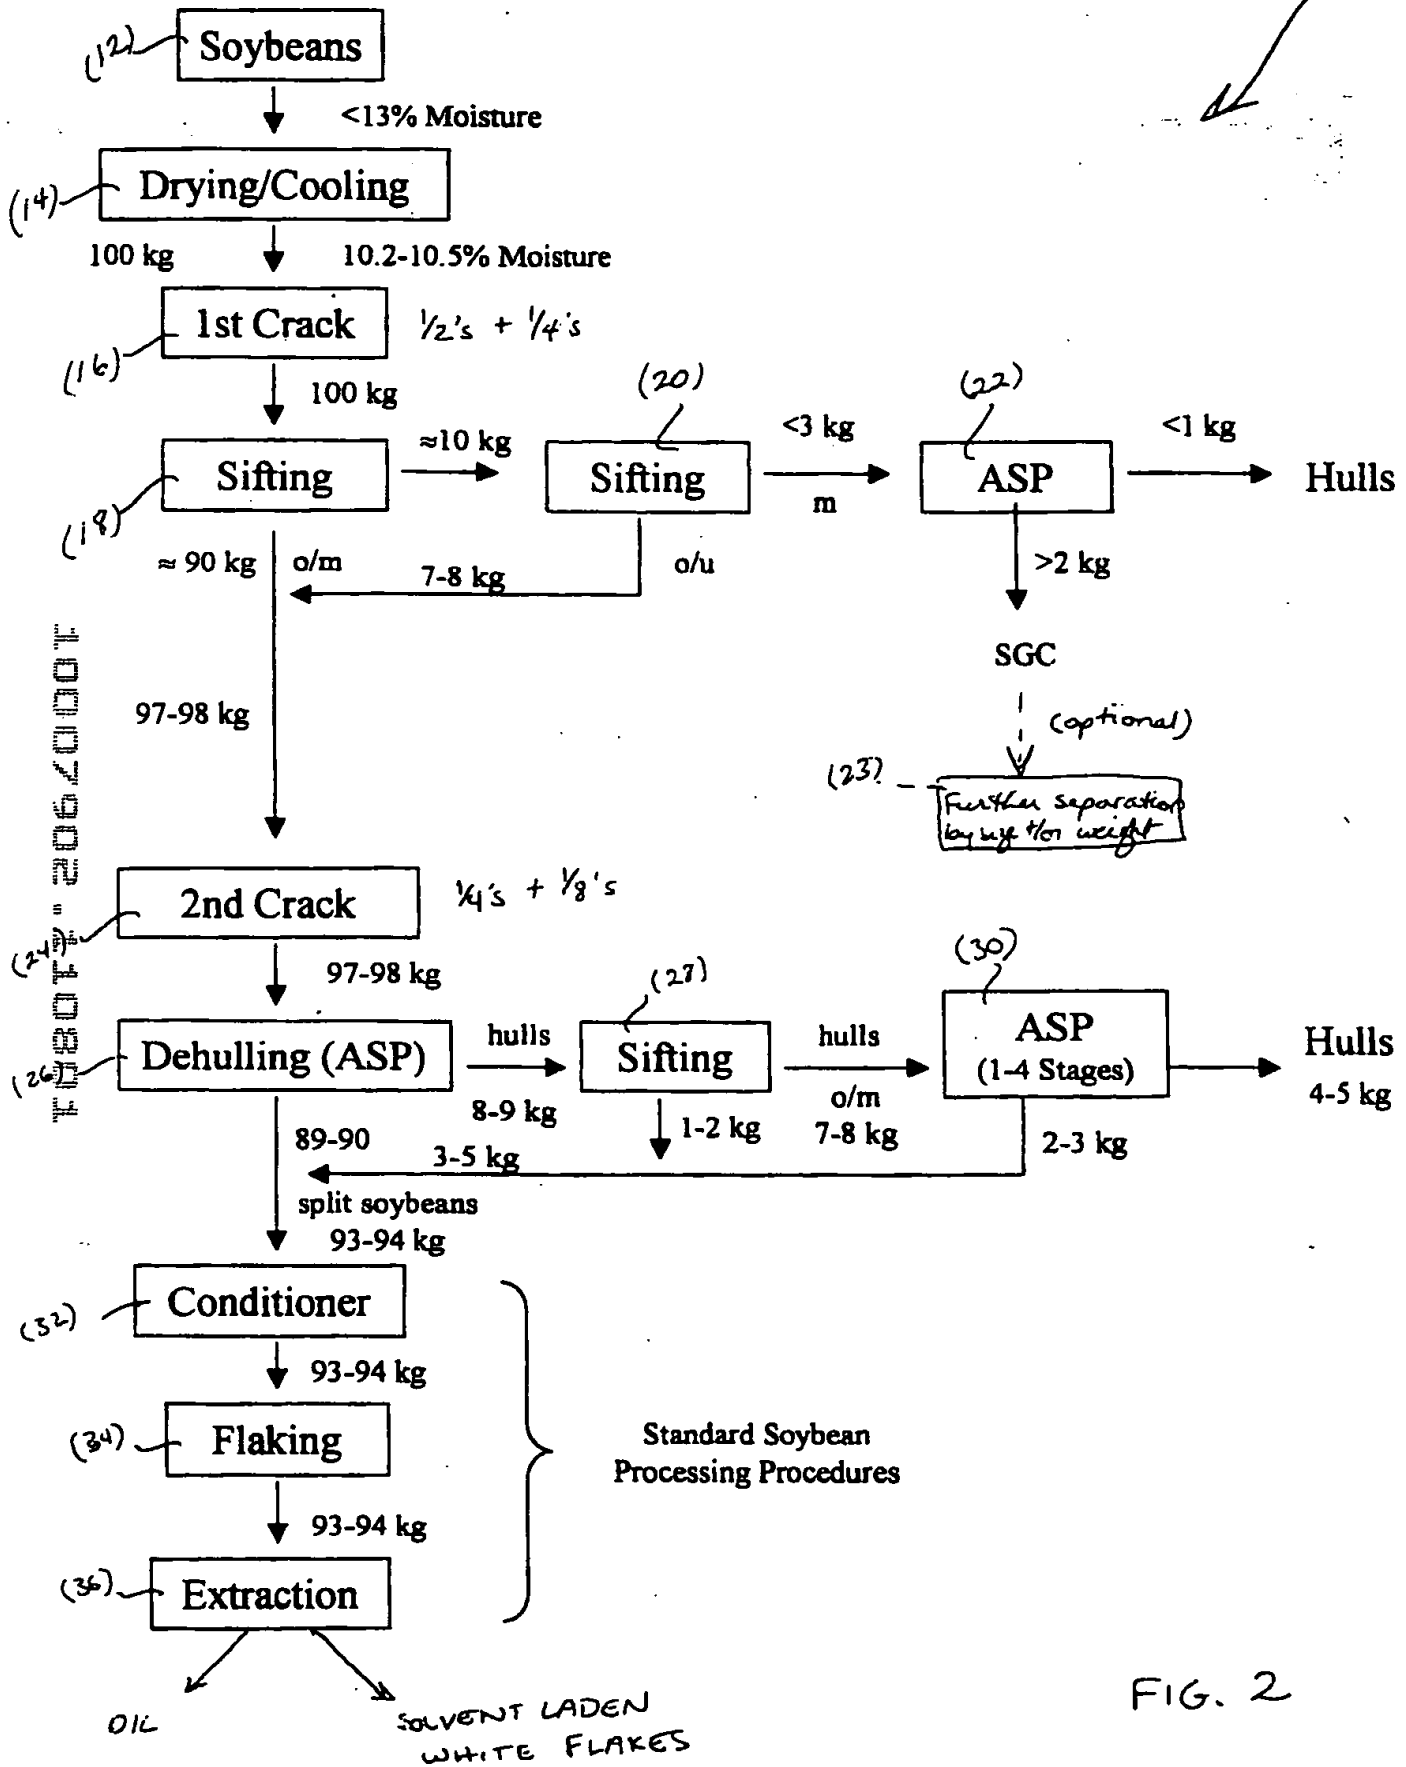 (12)
Soybeans
<13% Moisture
(14)
Drying/Cooling
100 kg
10.2-10.5% Moisture
(16)
1st Crack
1/2's + 1/4's
100 kg
(18)
Sifting
≈10 kg
(20)
Sifting
<3 kg
m
(22)
ASP
<1 kg
Hulls
≈ 90 kg
o/m
7-8 kg
o/u
>2 kg
SGC
(optional)
(23)
Further separation
by size +/or weight
97-98 kg
10007902.110801
(24)
2nd Crack
1/4's + 1/8's
97-98 kg
(26)
Dehulling (ASP)
hulls
8-9 kg
(28)
Sifting
hulls
o/m
7-8 kg
(30)
ASP
(1-4 Stages)
Hulls
4-5 kg
89-90
3-5 kg
1-2 kg
2-3 kg
split soybeans
93-94 kg
(32)
Conditioner
93-94 kg
(34)
Flaking
Standard Soybean
Processing Procedures
93-94 kg
(36)
Extraction
OIL
SOLVENT LADEN
WHITE FLAKES
FIG. 2